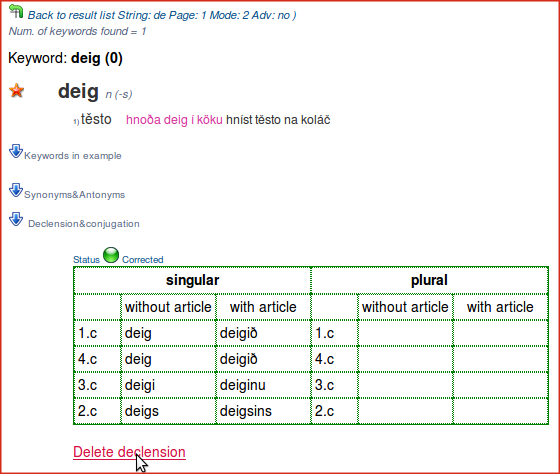 Back to result list String: de Page: 1 Mode: 2 Adv: no )
Num. of keywords found = 1
Keyword: deig (0)
deig n (-s)
1) těsto hnoða deig í köku hníst těsto na koláč
Keywords in example
Synonyms&Antonyms
Declension&conjugation
Status Corrected
singular plural
without article with article without article with article
1.c deig deigið 1.c
4.c deig deigið 4.c
3.c deigi deiginu 3.c
2.c deigs deigsins 2.c
Delete declension